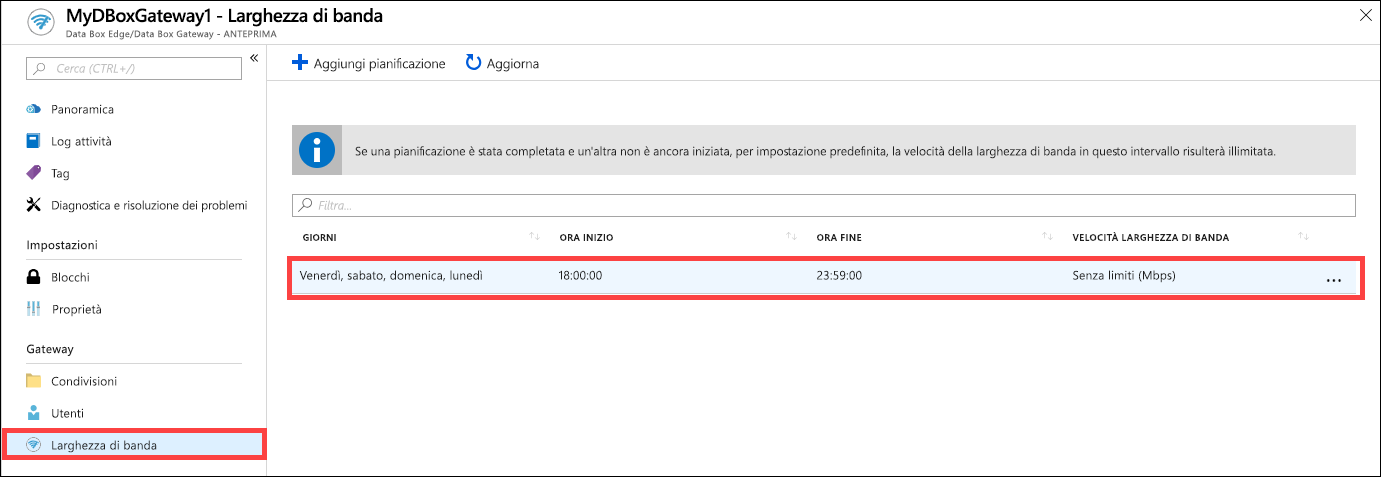 MyDBoxGateway1 - Larghezza di banda
Data Box Edge/Data Box Gateway - ANTEPRIMA
Cerca (CTRL+/)
Panoramica
Log attività
Tag
Diagnostica e risoluzione dei problemi
Impostazioni
Blocchi
Proprietà
Gateway
Condivisioni
Utenti
Larghezza di banda
Aggiungi pianificazione Aggiorna
Se una pianificazione è stata completata e un'altra non è ancora iniziata, per impostazione predefinita, la velocità della larghezza di banda in questo intervallo risulterà illimitata.
Filtra...
GIORNI ORA INIZIO ORA FINE VELOCITÀ LARGHEZZA DI BANDA
Venerdì, sabato, domenica, lunedì 18:00:00 23:59:00 Senza limiti (Mbps)